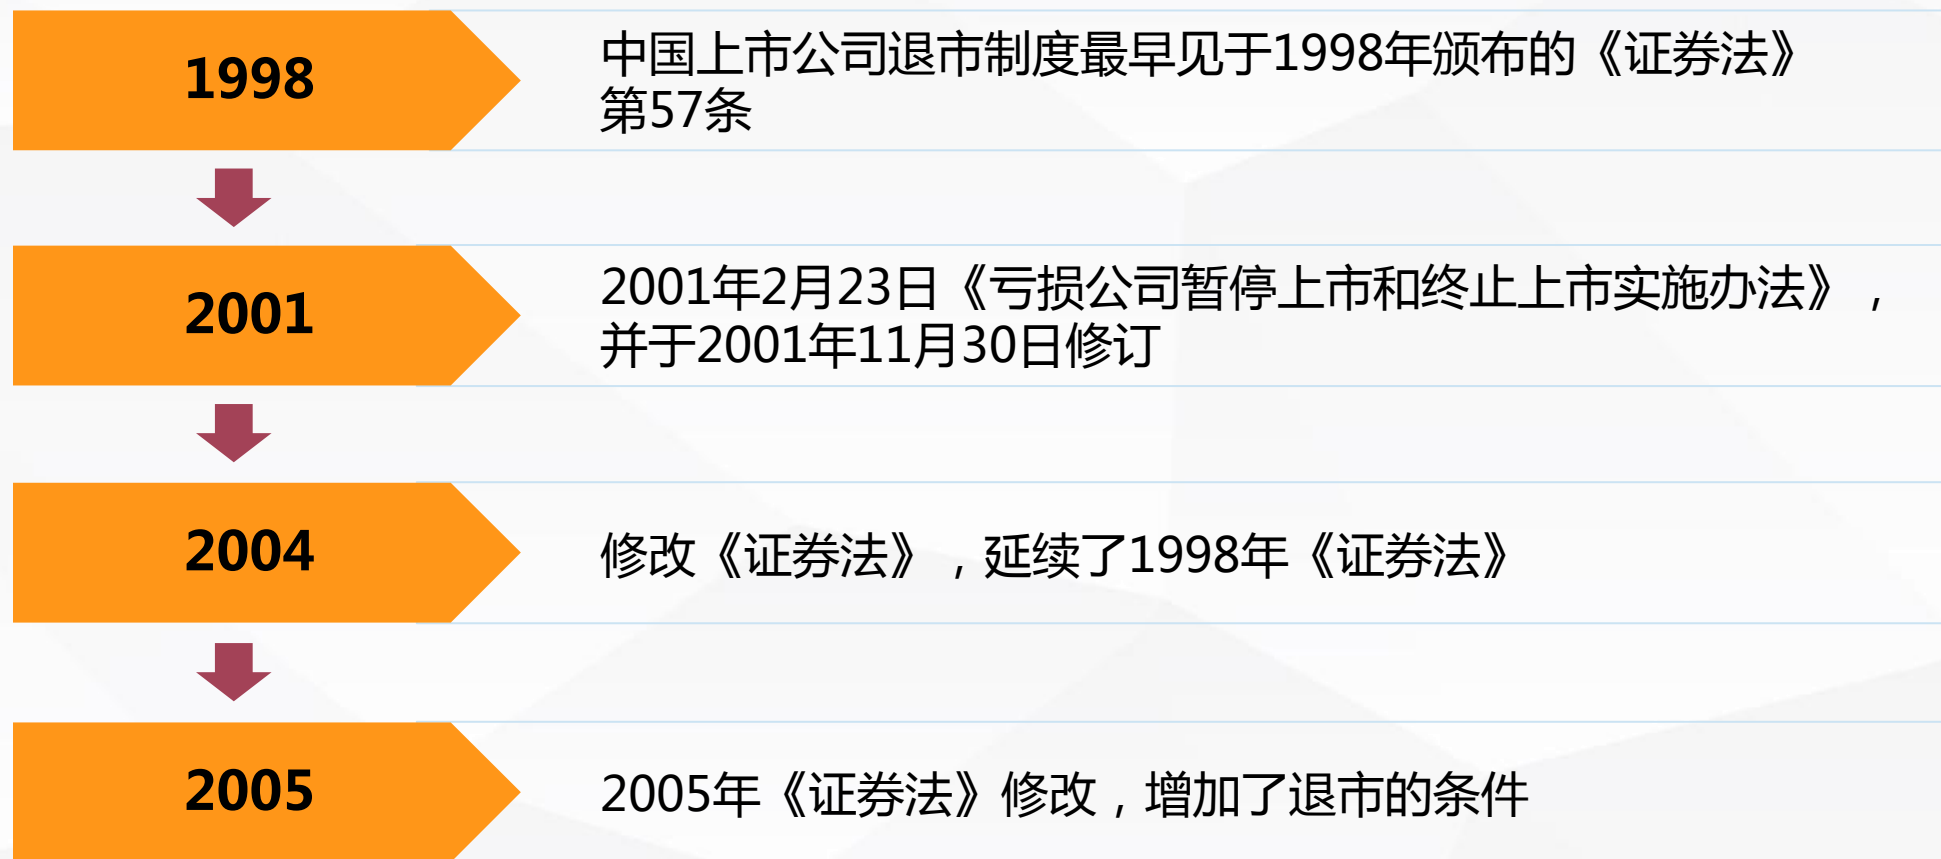 1998
中国上市公司退市制度最早见于1998年颁布的《证券法》
第57条
2001
2001年2月23日《亏损公司暂停上市和终止上市实施办法》，
并于2001年11月30日修订
2004
修改《证券法》，延续了1998年《证券法》
2005
2005年《证券法》修改，增加了退市的条件